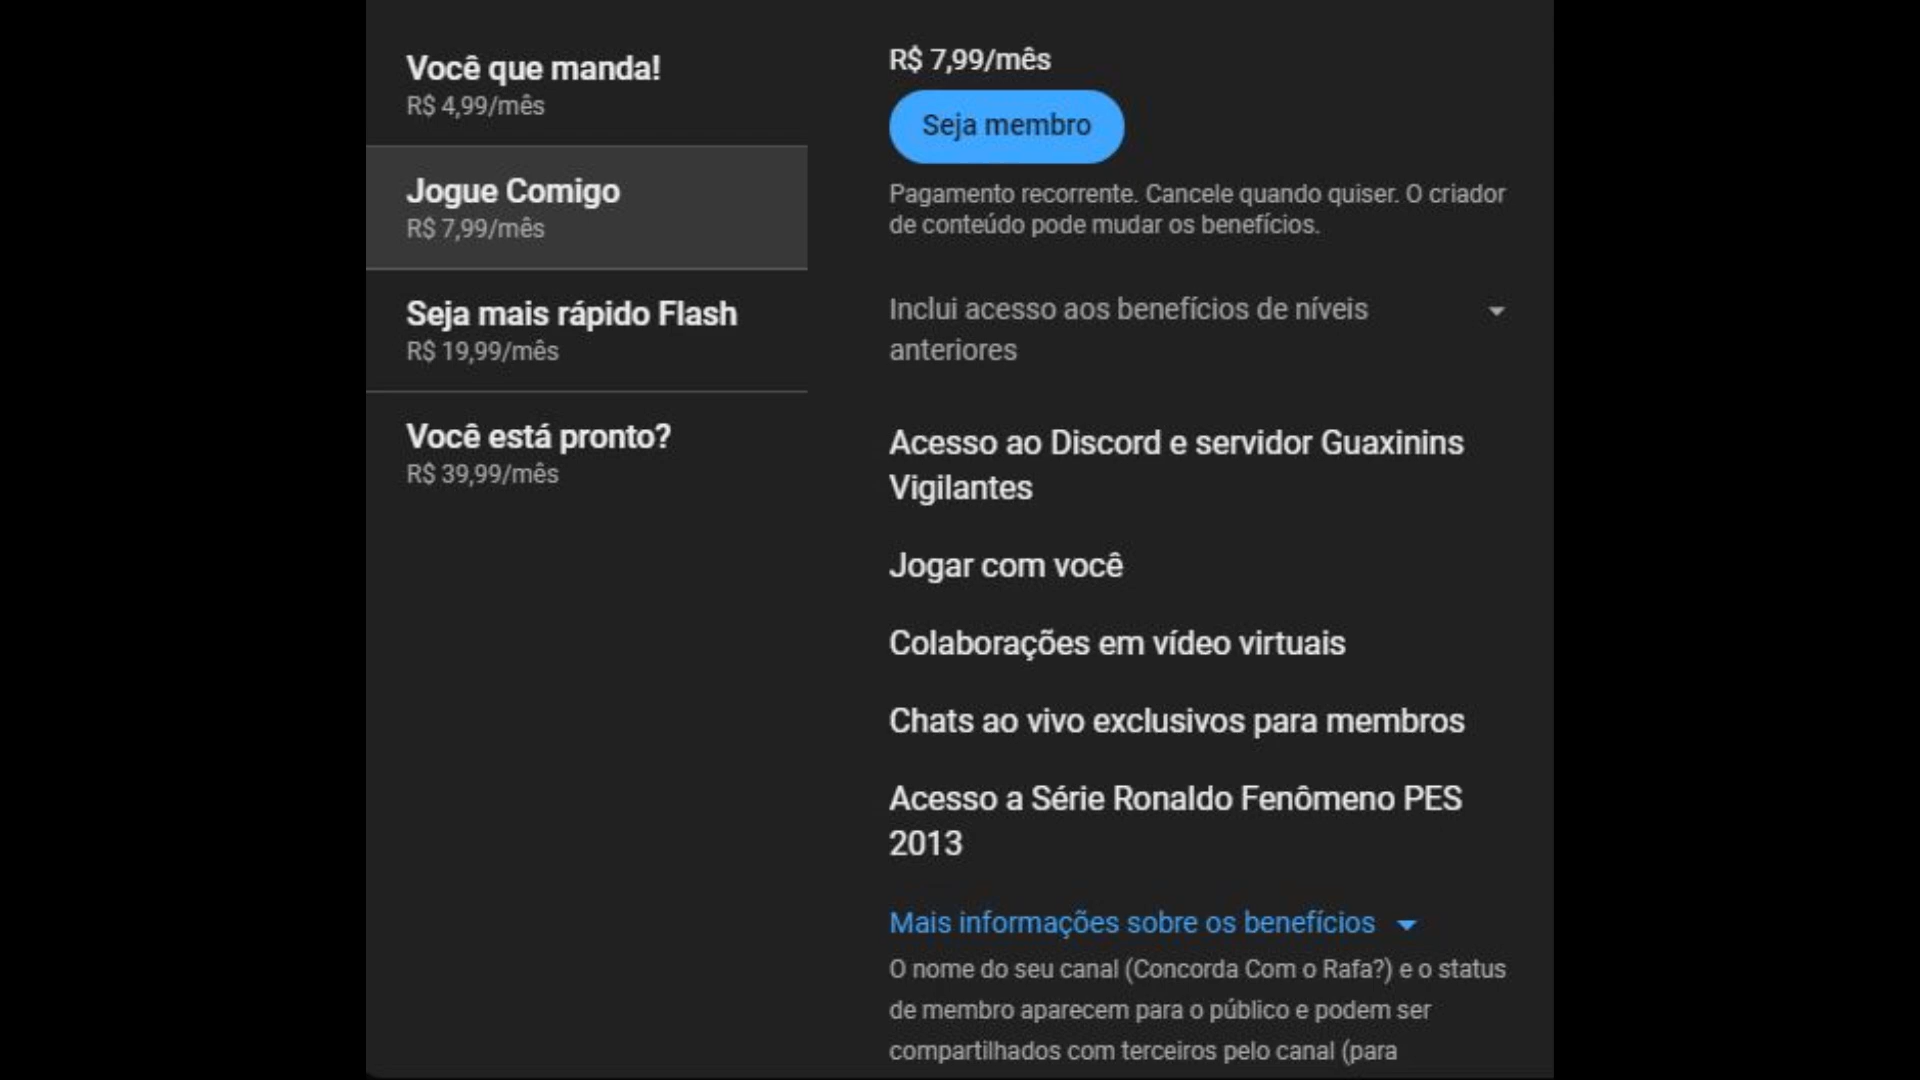 Você que manda!
R$ 4,99/mês
Jogue Comigo
R$ 7,99/mês
Seja mais rápido Flash
R$ 19,99/mês
Você está pronto?
R$ 39,99/mês
R$ 7,99/mês
Seja membro
Pagamento recorrente. Cancele quando quiser. O criador
de conteúdo pode mudar os benefícios.
Inclui acesso aos benefícios de níveis
anteriores
Acesso ao Discord e servidor Guaxinins
Vigilantes
Jogar com você
Colaborações em vídeo virtuais
Chats ao vivo exclusivos para membros
Acesso a Série Ronaldo Fenômeno PES
2013
Mais informações sobre os benefícios
O nome do seu canal (Concorda Com o Rafa?) e o status
de membro aparecem para o público e podem ser
compartilhados com terceiros pelo canal (para